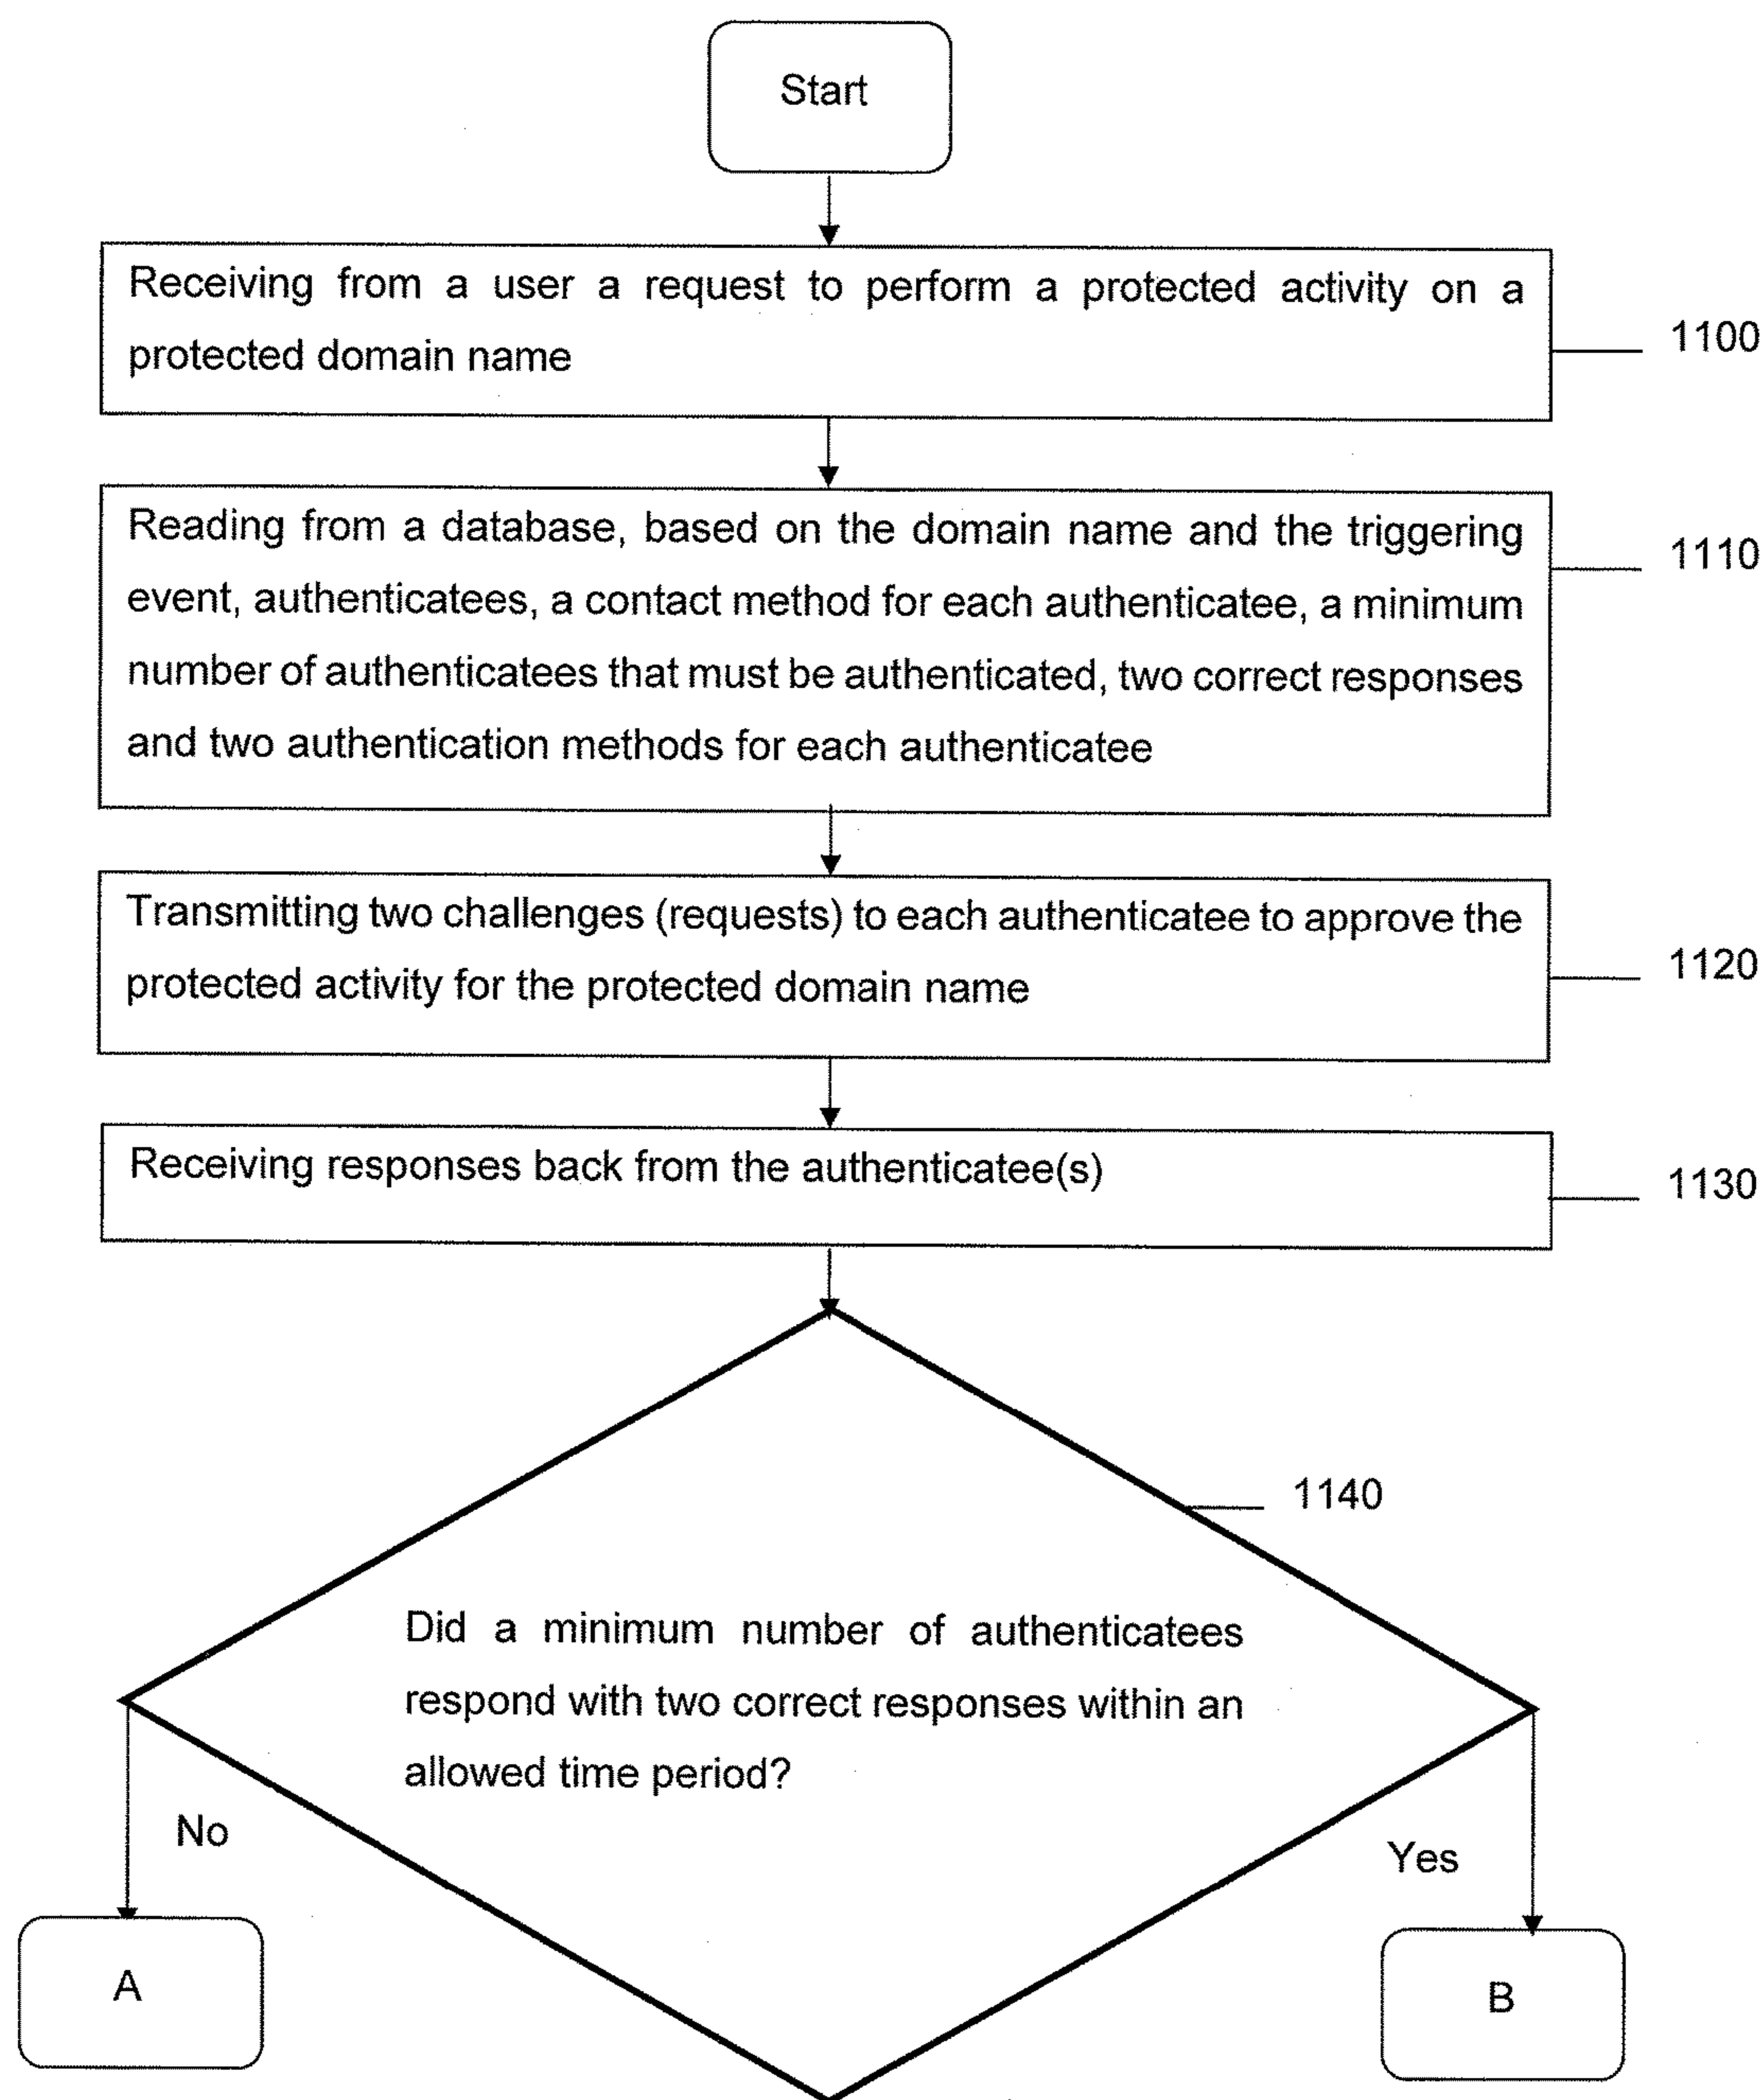 Start
Receiving from a user a request to perform a protected activity on a
protected domain name
1100
Reading from a database, based on the domain name and the triggering
event, authenticatees, a contact method for each authenticatee, a minimum
number of authenticatees that must be authenticated, two correct responses
and two authentication methods for each authenticatee
1110
Transmitting two challenges (requests) to each authenticatee to approve the
protected activity for the protected domain name
1120
Receiving responses back from the authenticatee(s)
1130
1140
Did a minimum number of authenticatees
respond with two correct responses within an
allowed time period?
No
Yes
A
B